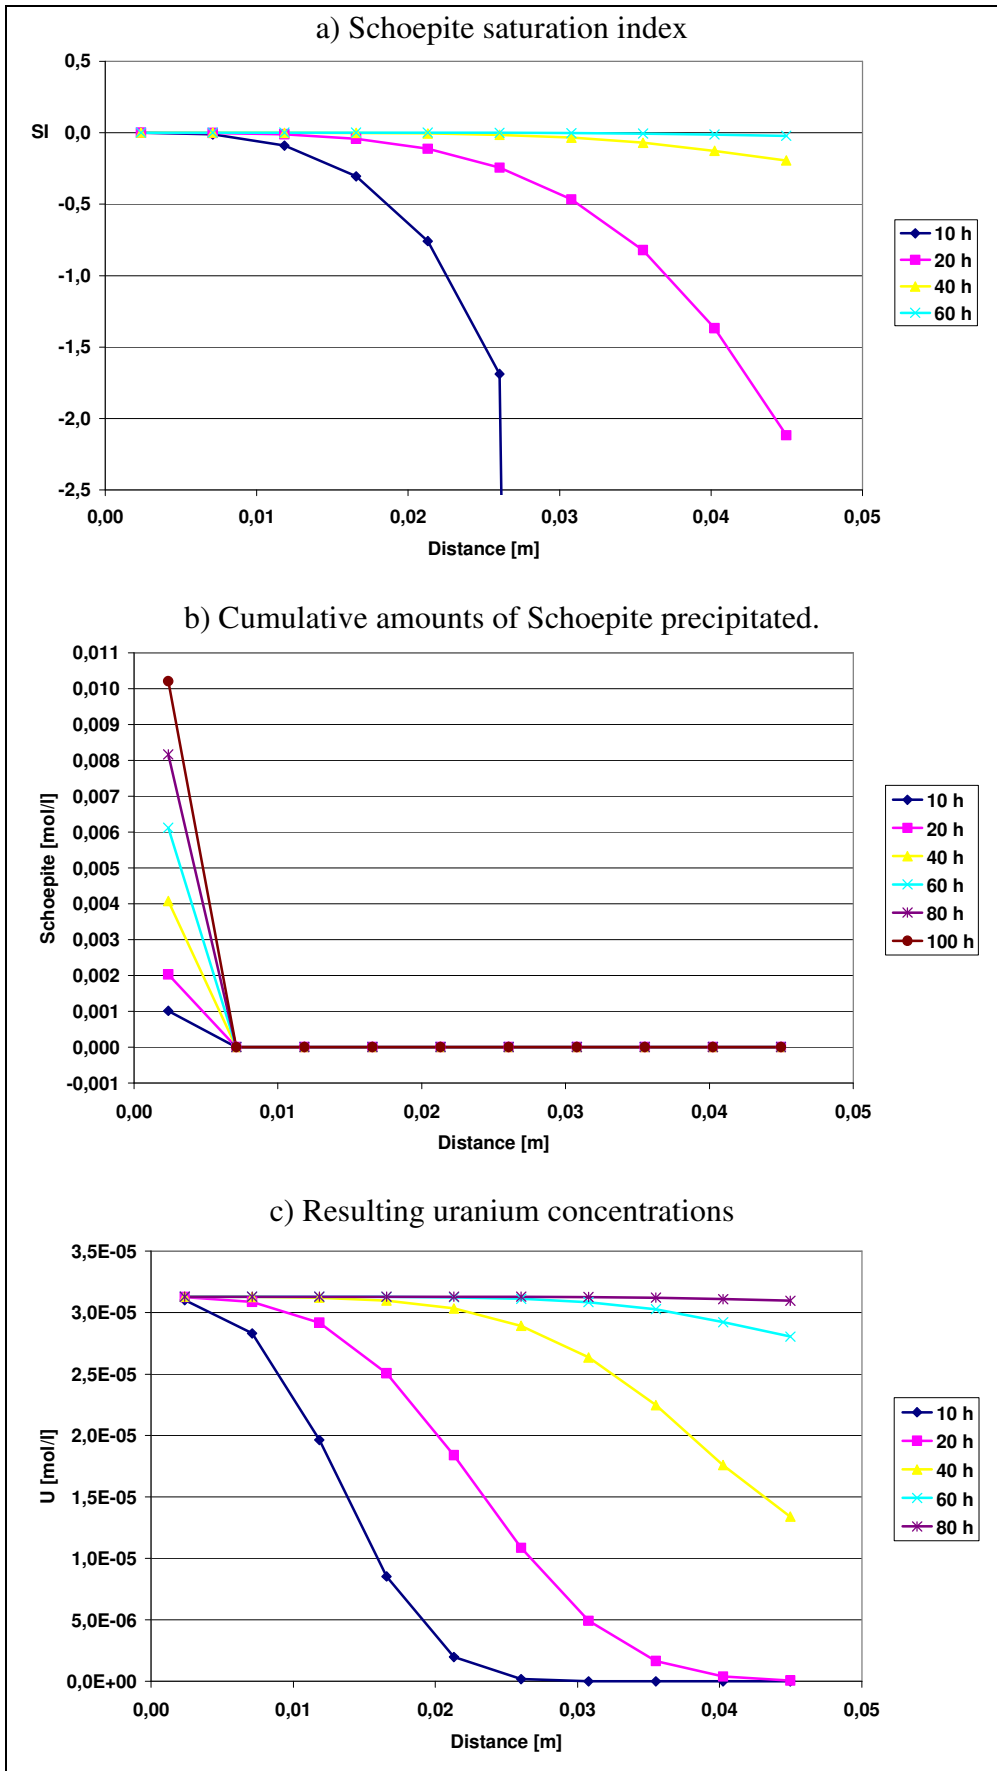 a) Schoepite saturation index
0,5
0,0
SI
-0,5
-1,0
-1,5
-2,0
-2,5
0,00 0,01 0,02 0,03 0,04 0,05
Distance [m]
10 h
20 h
40 h
60 h
b) Cumulative amounts of Schoepite precipitated.
0,011
0,010
0,009
0,008
0,007
0,006
0,005
0,004
0,003
0,002
0,001
0,000
-0,001
Schoepite [mol/l]
0,00 0,01 0,02 0,03 0,04 0,05
Distance [m]
10 h
20 h
40 h
60 h
80 h
100 h
c) Resulting uranium concentrations
3,5E-05
3,0E-05
2,5E-05
2,0E-05
1,5E-05
1,0E-05
5,0E-06
0,0E+00
U [mol/l]
0,00 0,01 0,02 0,03 0,04 0,05
Distance [m]
10 h
20 h
40 h
60 h
80 h